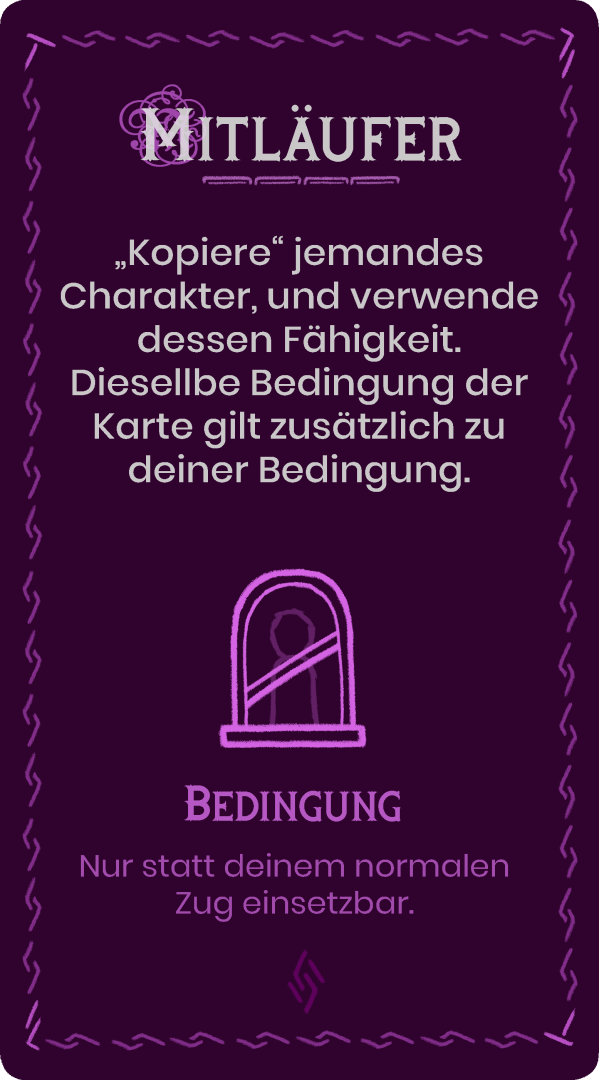 Mitläufer
„Kopiere“ jemandes
Charakter, und verwende
dessen Fähigkeit.
Diesellbe Bedingung der
Karte gilt zusätzlich zu
deiner Bedingung.
Bedingung
Nur statt deinem normalen
Zug einsetzbar.